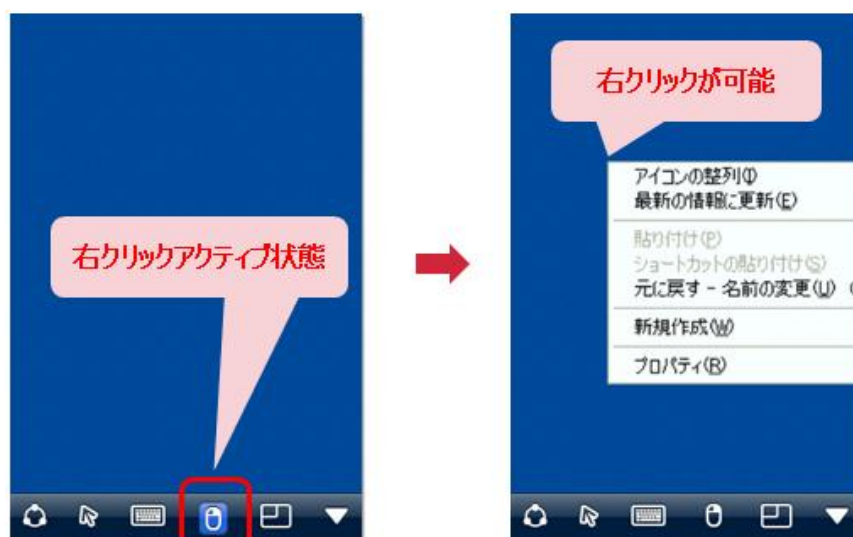 右クリックアクティブ状態
右クリックが可能
アイコンの整列(I)
最新の情報に更新(E)
貼り付け(P)
ショートカットの貼り付け(S)
元に戻す - 名前の変更(U)
新規作成(W)
プロパティ(R)